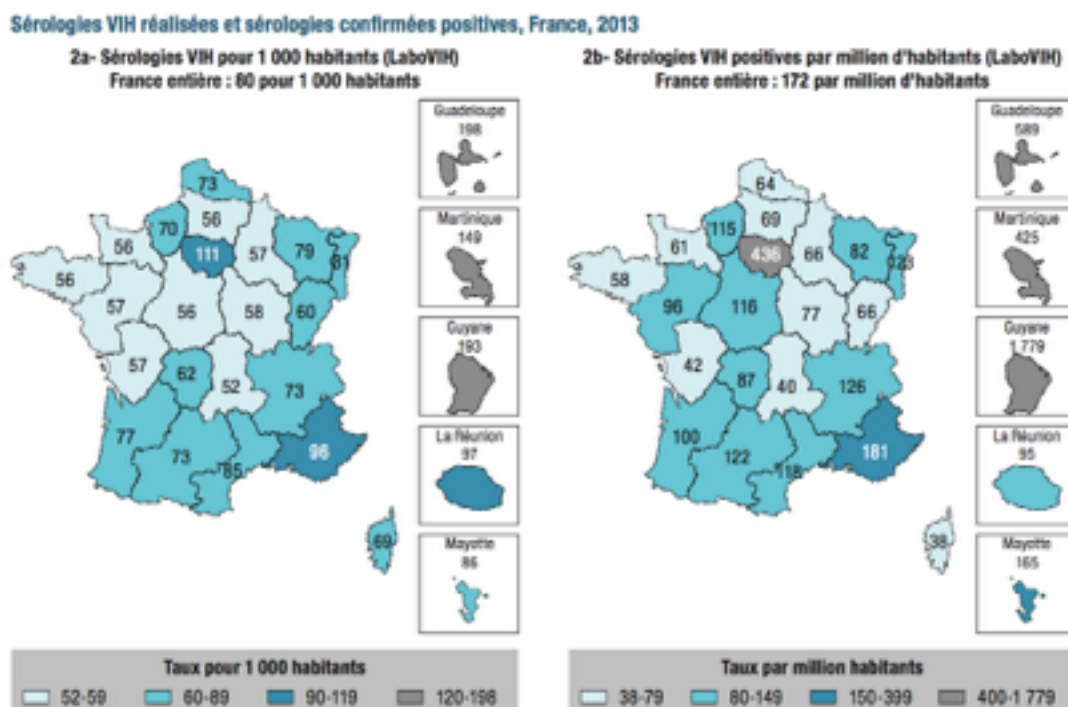 Sérologies VIH réalisées et sérologies confirmées positives, France, 2013
2a- Sérologies VIH pour 1 000 habitants (LaboVIH)
France entière : 80 pour 1 000 habitants
Guadeloupe
198
73
56
70
56
111
57
79
81
Martinique
149
56
57
56
58
60
Guyane
193
57
62
52
73
77
73
85
96
La Réunion
97
69
Mayotte
86
Taux pour 1 000 habitants
52-59 60-89 90-119 120-198
2b- Sérologies VIH positives par million d'habitants (LaboVIH)
France entière : 172 par million d'habitants
Guadeloupe
589
64
69
115
61
436
66
82
Martinique
425
58
96
116
77
66
Guyane
1 779
42
87
40
126
100
122
118
181
La Réunion
95
38
Mayotte
165
Taux par million habitants
38-79 80-149 150-399 400-1 779